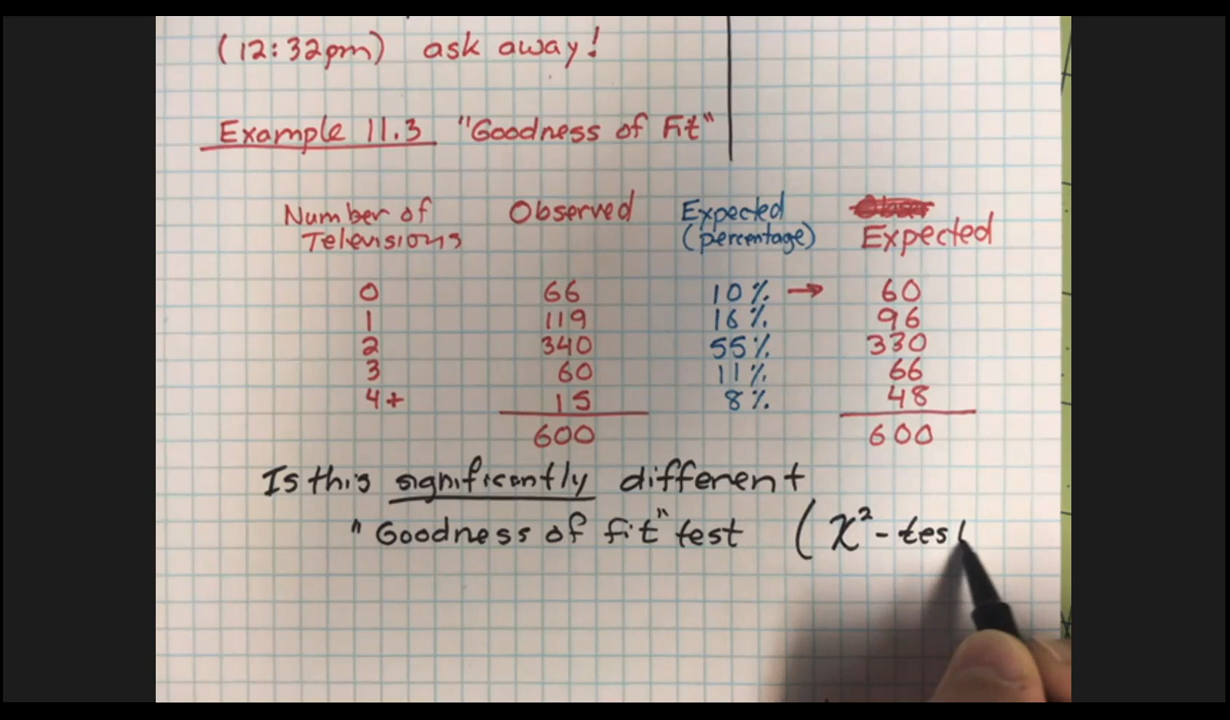 (12:32pm) ask away!
Example 11.3 "Goodness of Fit"
Number of Televisions Observed Expected (percentage) Expected
0 66 10% → 60
1 119 16% 96
2 340 55% 330
3 60 11% 66
4+ 15 8% 48
600 600
Is this significantly different
"Goodness of fit" test (χ²-test